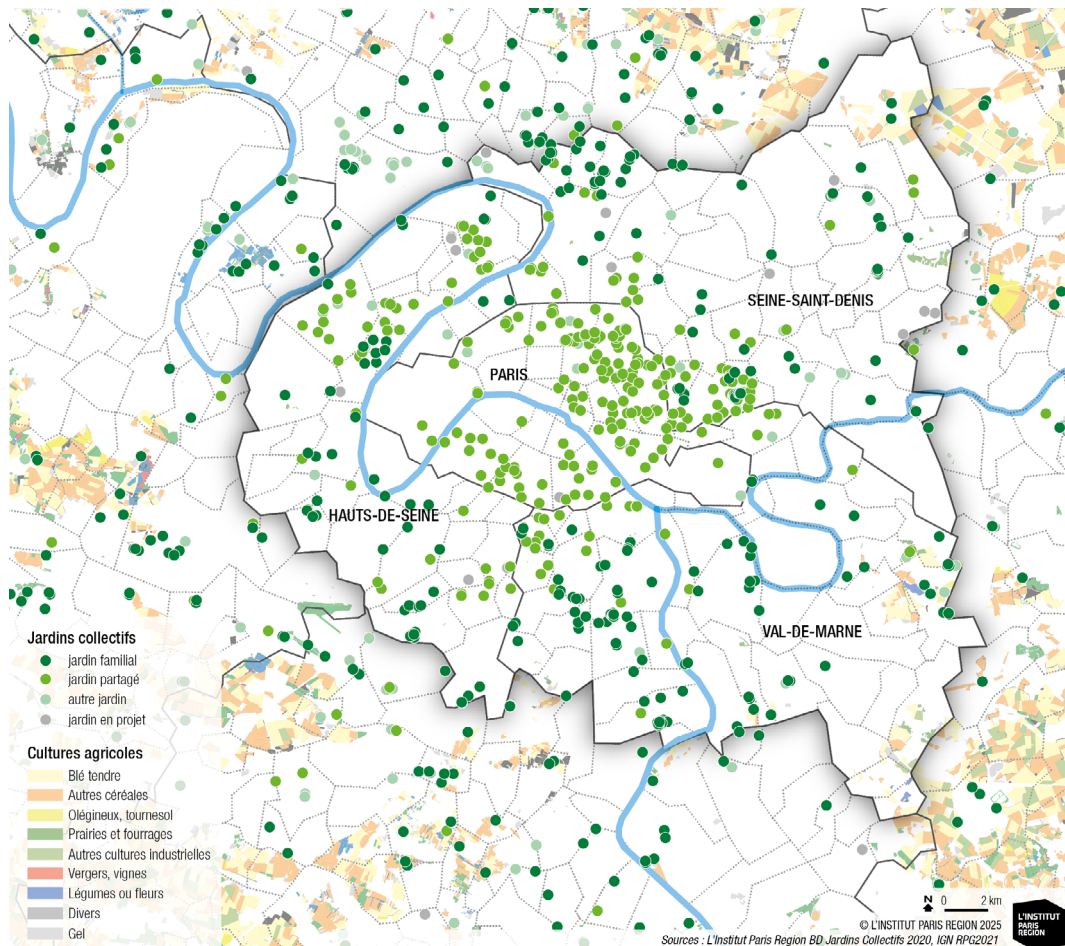 SEINE-SAINT-DENIS
PARIS
HAUTS-DE-SEINE
VAL-DE-MARNE
Jardins collectifs
jardin familial
jardin partagé
autre jardin
jardin en projet
Cultures agricoles
Blé tendre
Autres céréales
Olégineux, tournesol
Prairies et fourrages
Autres cultures industrielles
Vergers, vignes
Légumes ou fleurs
Divers
Gel
N 0 2 km
© L'INSTITUT PARIS REGION 2025
Sources : L'Institut Paris Region BD Jardins Collectifs 2020, IGN RPG2021
L'INSTITUT
PARIS
REGION